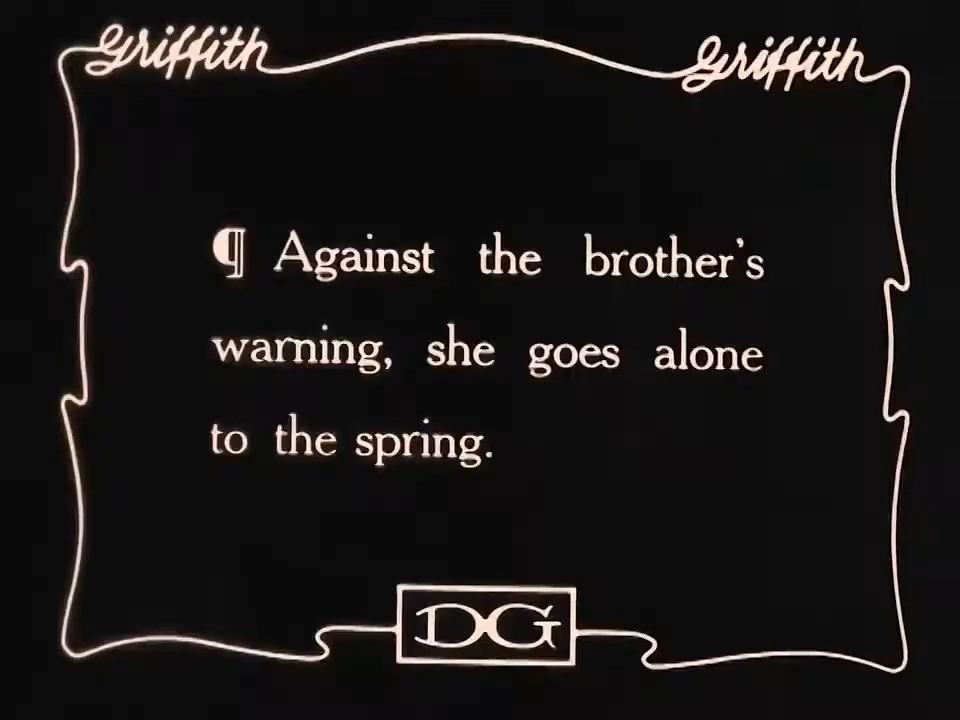 Griffith Griffith
¶ Against the brother's
warning, she goes alone
to the spring.
DG